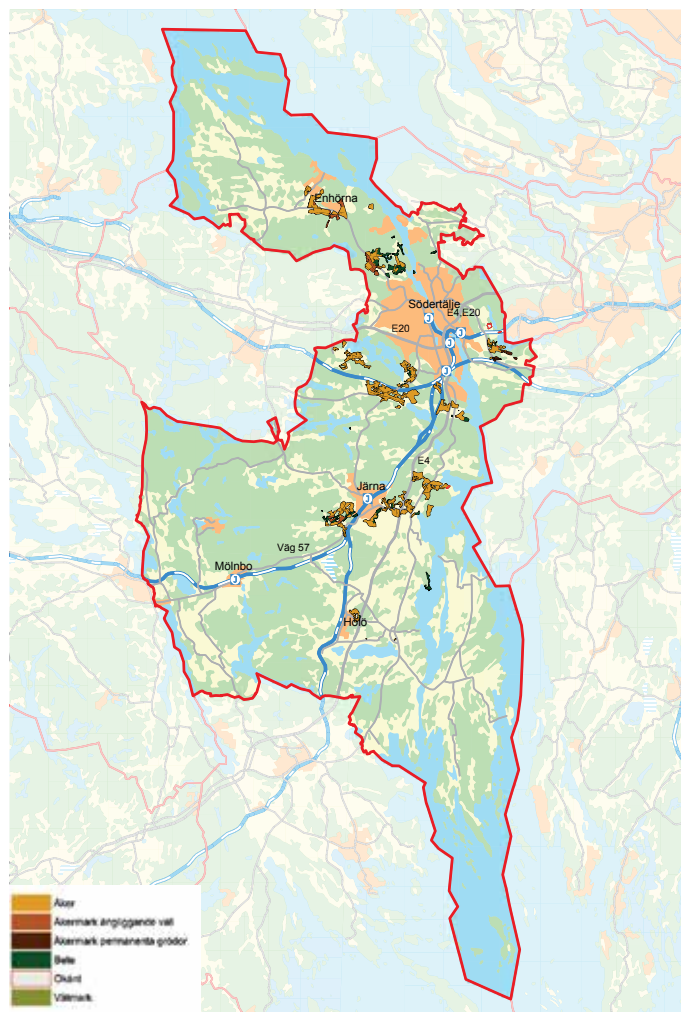 Enhörna
Södertälje
J
E4,E20
J
E20
J
J
E4
Järna
J
Väg 57
Mölnbo
J
Hölö
Åker
Åkermark långliggande vall
Åkermark permanenta grödor
Bete
Okänt
Våtmark